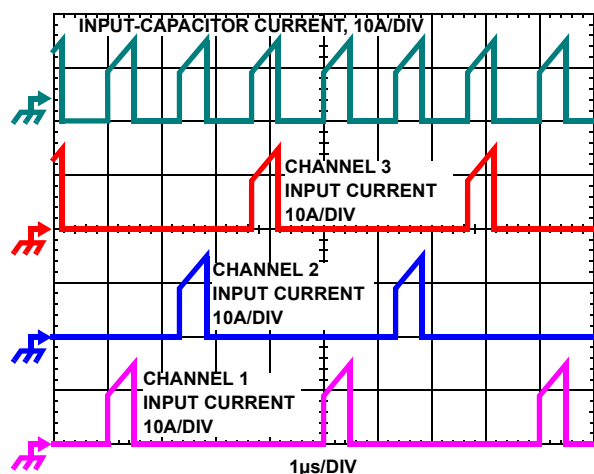 INPUT-CAPACITOR CURRENT, 10A/DIV
CHANNEL 3
INPUT CURRENT
10A/DIV
CHANNEL 2
INPUT CURRENT
10A/DIV
CHANNEL 1
INPUT CURRENT
10A/DIV
1µs/DIV